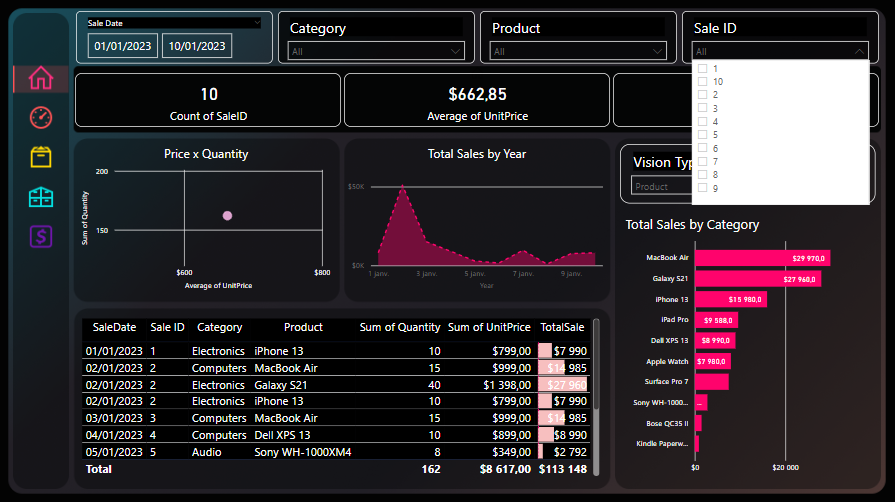 Sale Date
01/01/2023 10/01/2023
Category
All
Product
All
Sale ID
All
1
10
2
3
4
5
6
7
8
9
10
Count of SaleID
$662,85
Average of UnitPrice
Vision Typ
Product
Price x Quantity
200
150
Sum of Quantity
$600 $800
Average of UnitPrice
Total Sales by Year
$50K
$0K
1 janv. 3 janv. 5 janv. 7 janv. 9 janv.
Year
Total Sales by Category
MacBook Air $29 970,0
Galaxy S21 $27 960,0
iPhone 13 $15 980,0
iPad Pro $9 588,0
Dell XPS 13 $8 990,0
Apple Watch $7 980,0
Surface Pro 7
Sony WH-1000... ...
Bose QC35 II
Kindle Paperw...
$0 $20 000
SaleDate Sale ID Category Product Sum of Quantity Sum of UnitPrice TotalSale
01/01/2023 1 Electronics iPhone 13 10 $799,00 $7 990
02/01/2023 2 Computers MacBook Air 15 $999,00 $14 985
02/01/2023 2 Electronics Galaxy S21 40 $1 398,00 $27 960
02/01/2023 2 Electronics iPhone 13 10 $799,00 $7 990
03/01/2023 3 Computers MacBook Air 15 $999,00 $14 985
04/01/2023 4 Computers Dell XPS 13 10 $899,00 $8 990
05/01/2023 5 Audio Sony WH-1000XM4 8 $349,00 $2 792
Total 162 $8 617,00 $113 148